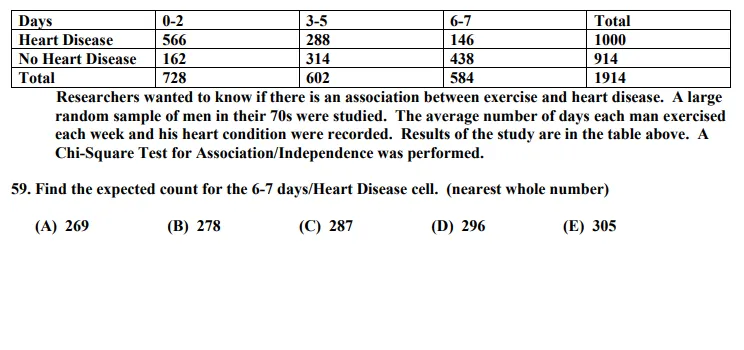 Days 0-2 3-5 6-7 Total
Heart Disease 566 288 146 1000
No Heart Disease 162 314 438 914
Total 728 602 584 1914
Researchers wanted to know if there is an association between exercise and heart disease. A large
random sample of men in their 70s were studied. The average number of days each man exercised
each week and his heart condition were recorded. Results of the study are in the table above. A
Chi-Square Test for Association/Independence was performed.
59. Find the expected count for the 6-7 days/Heart Disease cell. (nearest whole number)
(A) 269 (B) 278 (C) 287 (D) 296 (E) 305